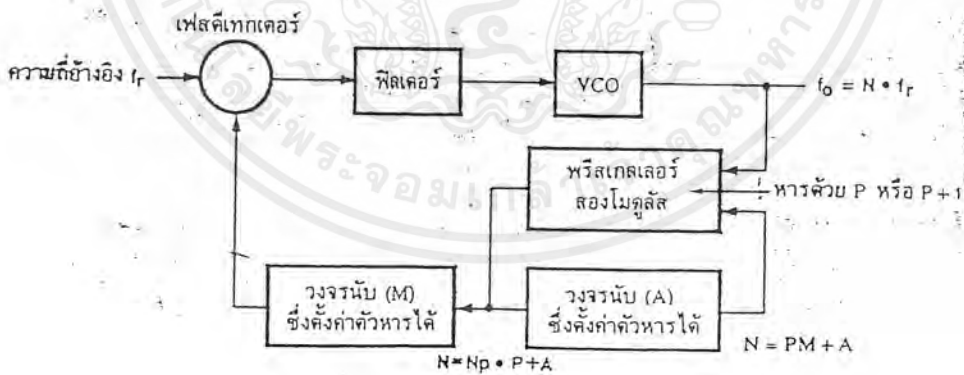 เฟสดีเทกเตอร์
ความถี่อ้างอิง fr
ฟิลเตอร์
VCO
fo = N • fr
พรีสเกลเลอร์
สองโมดูลัส
หารด้วย P หรือ P + 1
วงจรนับ (M)
ซึ่งตั้งค่าตัวหารได้
วงจรนับ (A)
ซึ่งตั้งค่าตัวหารได้
N = PM + A
N = Np • P + A